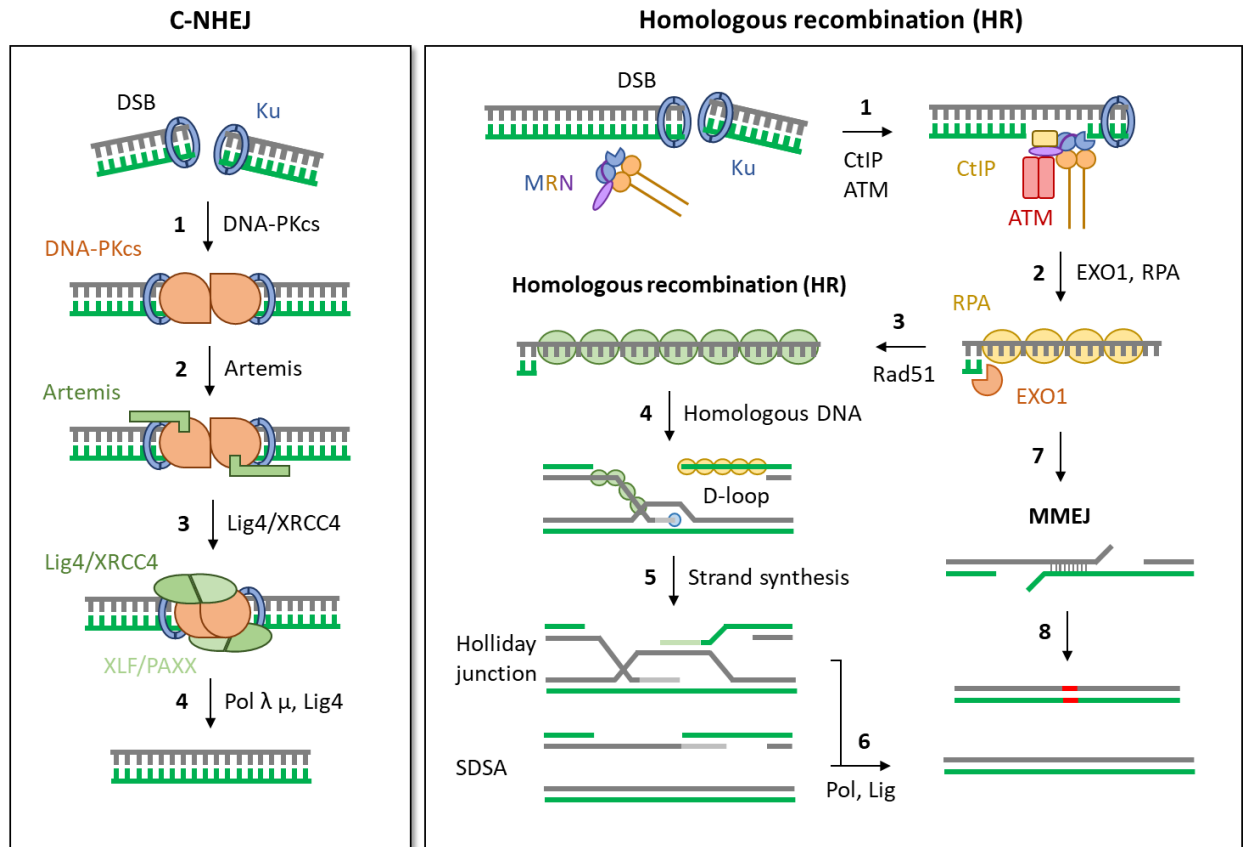 C-NHEJ
DSB
Ku
1
DNA-PKcs
DNA-PKcs
2
Artemis
Artemis
3
Lig4/XRCC4
Lig4/XRCC4
XLF/PAXX
4
Pol λ μ, Lig4
Homologous recombination (HR)
DSB
MRN
Ku
1
CtIP
ATM
CtIP
ATM
2
EXO1, RPA
RPA
EXO1
3
Rad51
Homologous recombination (HR)
4
Homologous DNA
D-loop
5
Strand synthesis
Holliday
junction
SDSA
6
Pol, Lig
7
MMEJ
8